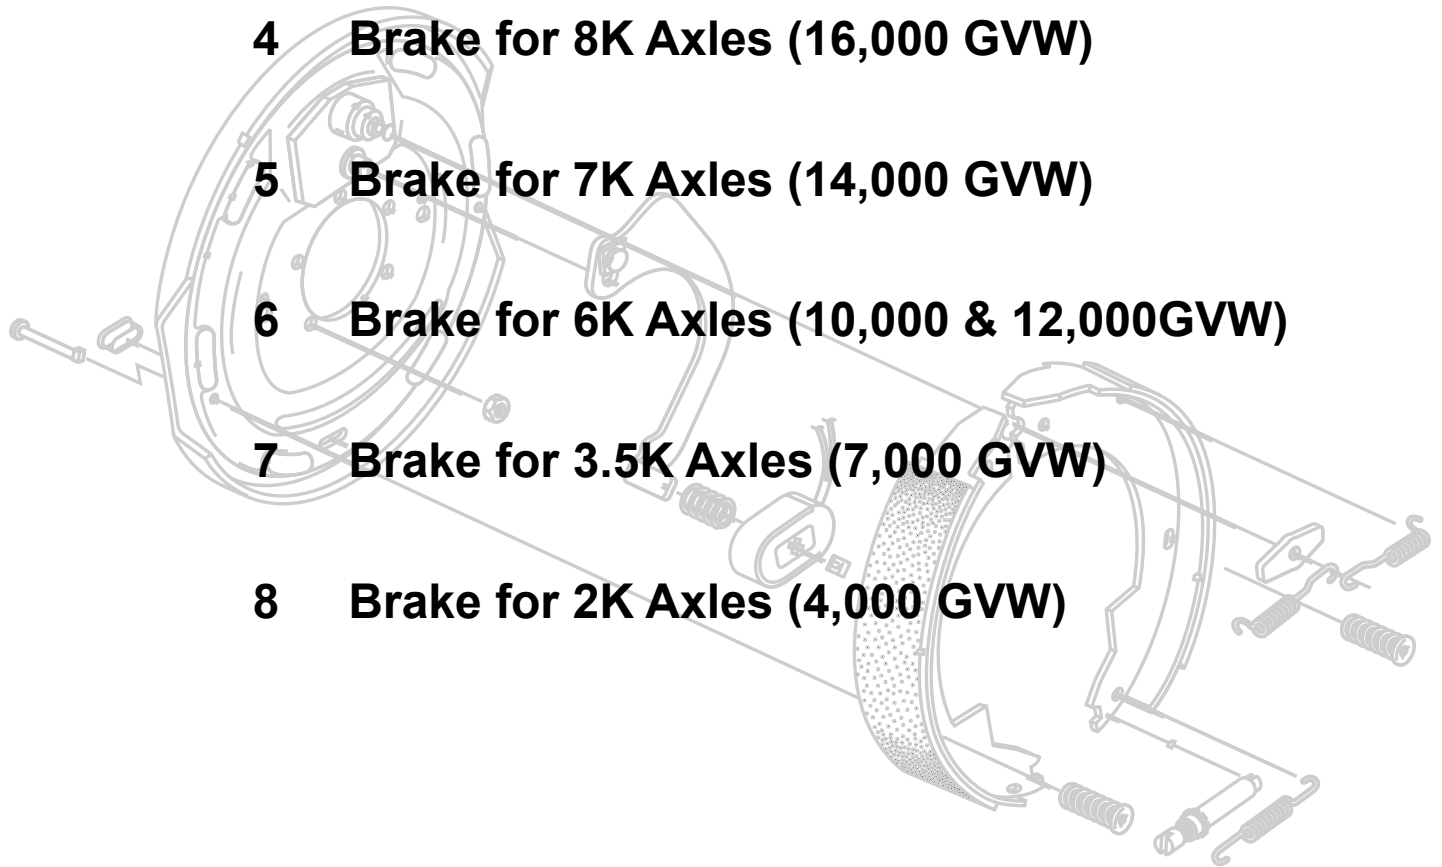 4 Brake for 8K Axles (16,000 GVW)
5 Brake for 7K Axles (14,000 GVW)
6 Brake for 6K Axles (10,000 & 12,000GVW)
7 Brake for 3.5K Axles (7,000 GVW)
8 Brake for 2K Axles (4,000 GVW)